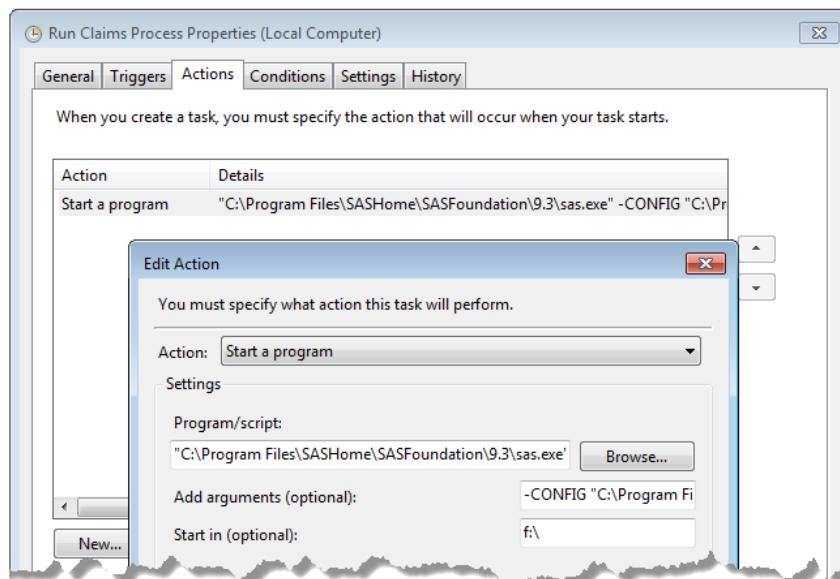 Run Claims Process Properties (Local Computer)
General Triggers Actions Conditions Settings History
When you create a task, you must specify the action that will occur when your task starts.
Action Details
Start a program "C:\Program Files\SASHome\SASFoundation\9.3\sas.exe" -CONFIG "C:\Pr
Edit Action
You must specify what action this task will perform.
Action: Start a program
Settings
Program/script:
"C:\Program Files\SASHome\SASFoundation\9.3\sas.exe'
Browse...
Add arguments (optional): -CONFIG "C:\Program Fi
Start in (optional): f:\
New...